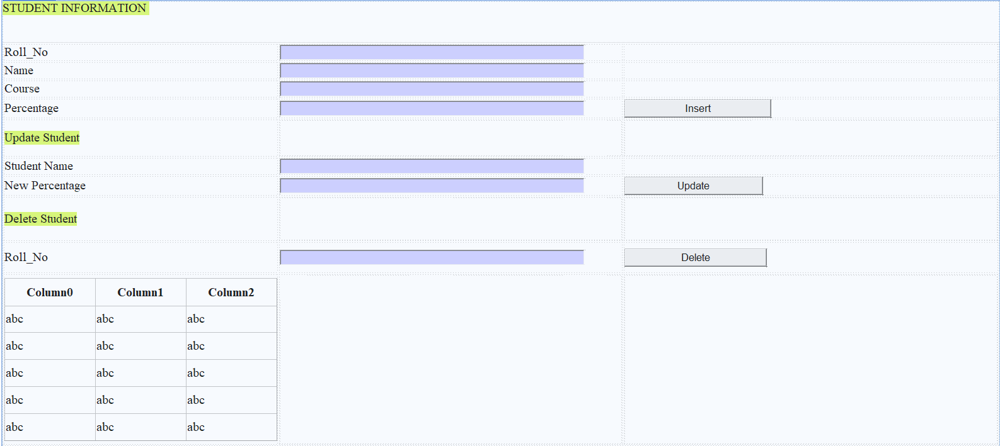 STUDENT INFORMATION
Roll_No
Name
Course
Percentage Insert
Update Student
Student Name
New Percentage Update
Delete Student
Roll_No Delete
Column0 Column1 Column2
abc abc abc
abc abc abc
abc abc abc
abc abc abc
abc abc abc